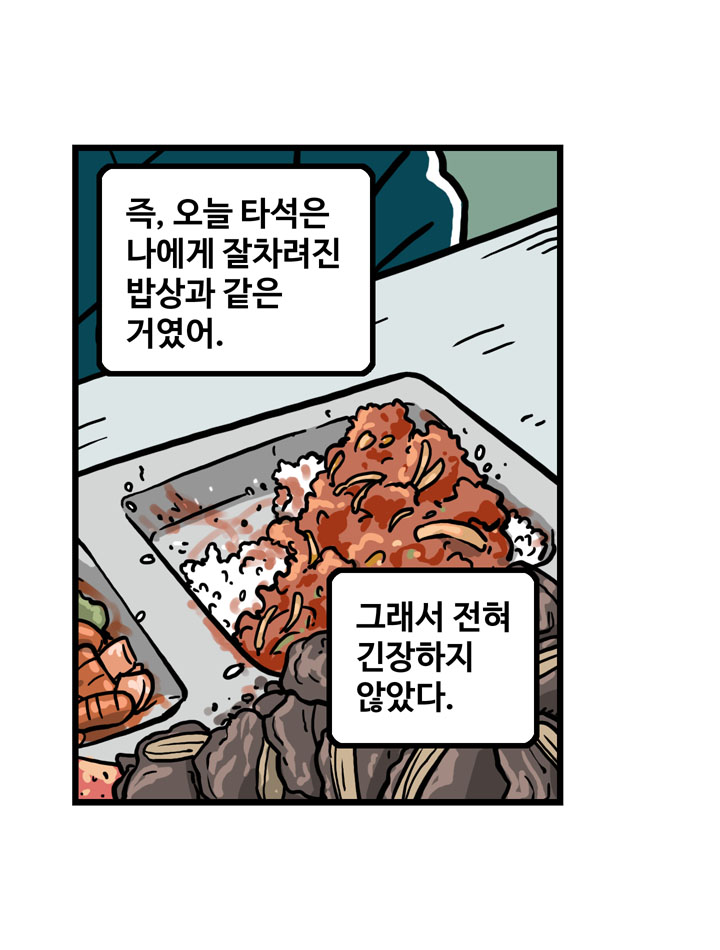 즉, 오늘 타석은
나에게 잘차려진
밥상과 같은
거였어.
그래서 전혀
긴장하지
않았다.